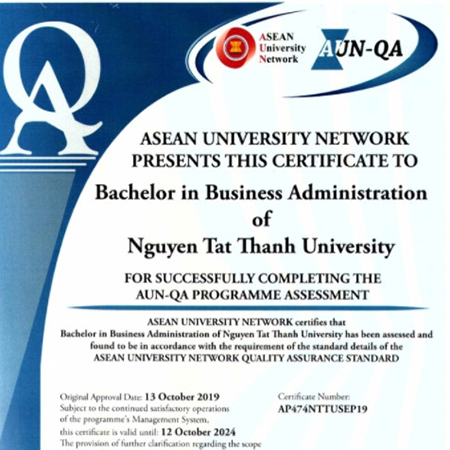 ASEAN
University
Network
AUN-QA
QA
ASEAN UNIVERSITY NETWORK
PRESENTS THIS CERTIFICATE TO
Bachelor in Business Administration
of
Nguyen Tat Thanh University
FOR SUCCESSFULLY COMPLETING THE
AUN-QA PROGRAMME ASSESSMENT
ASEAN UNIVERSITY NETWORK certifies that
Bachelor in Business Administration of Nguyen Tat Thanh University has been assessed and
found to be in accordance with the requirement of the standard details of the
ASEAN UNIVERSITY NETWORK QUALITY ASSURANCE STANDARD
Original Approval Date: 13 October 2019
Subject to the continued satisfactory operations
of the programme's Management System,
this certificate is valid until: 12 October 2024
The provision of further clarification regarding the scope
Certificate Number:
AP474NTTUSEP19